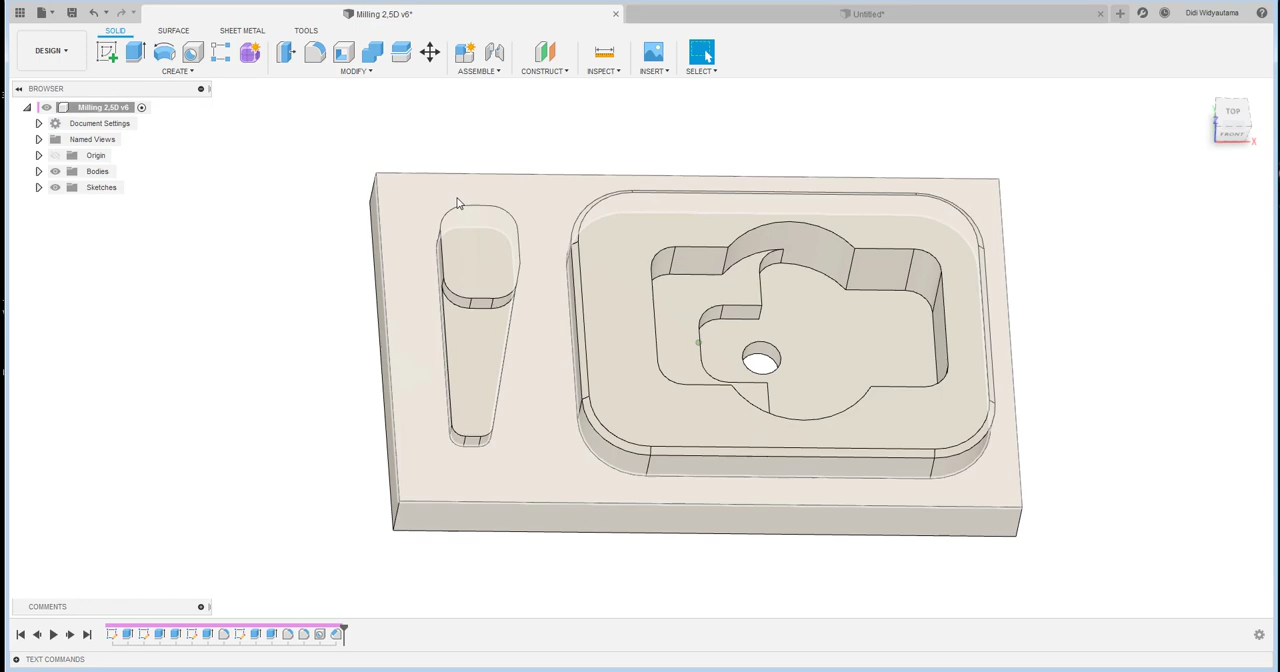 Milling 2,5D v6*
Untitled*
Didi Widyautama
DESIGN
SOLID
SURFACE
SHEET METAL
TOOLS
CREATE
MODIFY
ASSEMBLE
CONSTRUCT
INSPECT
INSERT
SELECT
BROWSER
Milling 2,5D v6
Document Settings
Named Views
Origin
Bodies
Sketches
TOP
FRONT
Z
X
COMMENTS
TEXT COMMANDS